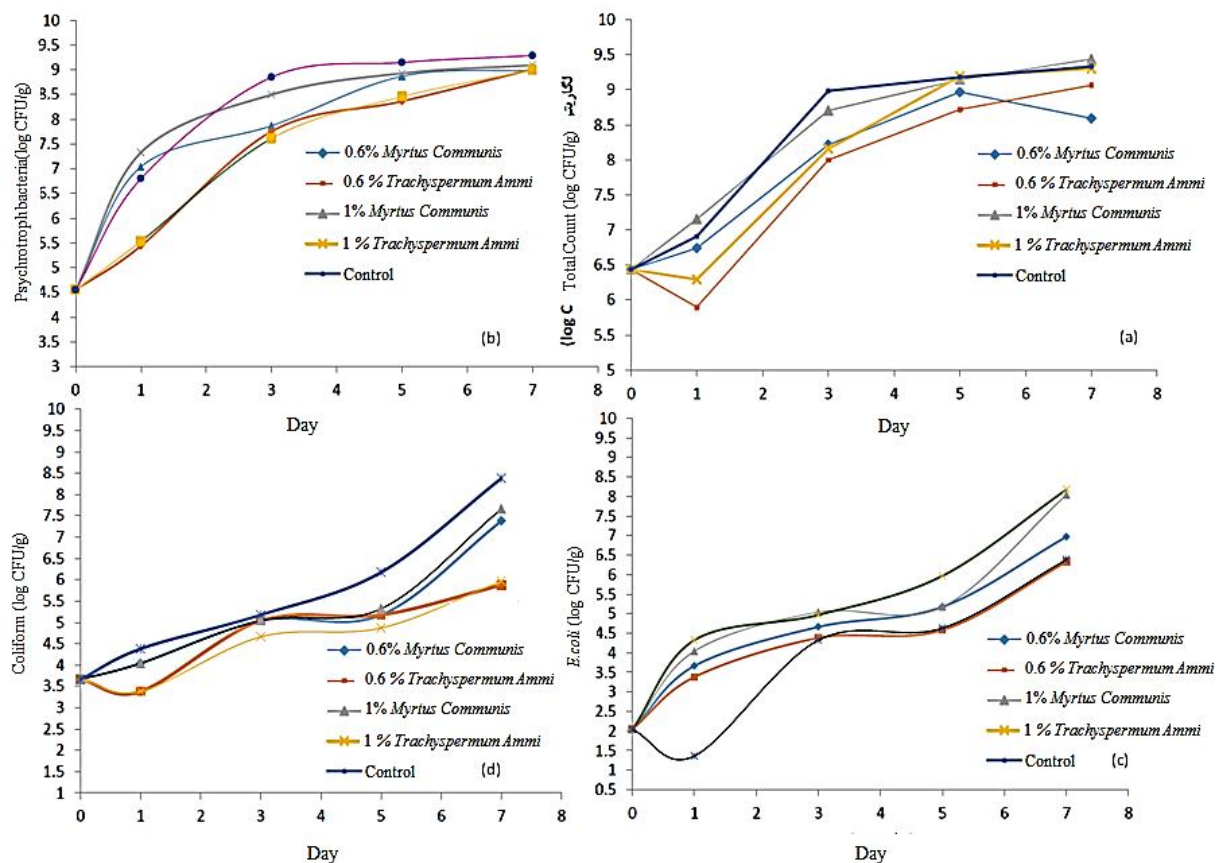 Psychrotrophbacteria(log CFU/g)
10
9.5
9
8.5
8
7.5
7
6.5
6
5.5
5
4.5
4
3.5
3
0 1 2 3 4 5 6 7 8
Day
0.6% Myrtus Communis
0.6 % Trachyspermum Ammi
1% Myrtus Communis
1 % Trachyspermum Ammi
Control
(b)
Total Count (log CFU/g)
(log C
10
9.5
9
8.5
8
7.5
7
6.5
6
5.5
5
0 1 2 3 4 5 6 7 8
Day
0.6% Myrtus Communis
0.6 % Trachyspermum Ammi
1% Myrtus Communis
1 % Trachyspermum Ammi
Control
(a)
Coliform (log CFU/g)
10
9.5
9
8.5
8
7.5
7
6.5
6
5.5
5
4.5
4
3.5
3
2.5
2
1.5
1
0 1 2 3 4 5 6 7 8
Day
0.6% Myrtus Communis
0.6 % Trachyspermum Ammi
1% Myrtus Communis
1 % Trachyspermum Ammi
Control
(d)
E.coli (log CFU/g)
10
9.5
9
8.5
8
7.5
7
6.5
6
5.5
5
4.5
4
3.5
3
2.5
2
1.5
1
0.5
0 1 2 3 4 5 6 7 8
Day
0.6% Myrtus Communis
0.6 % Trachyspermum Ammi
1% Myrtus Communis
1 % Trachyspermum Ammi
Control
(c)